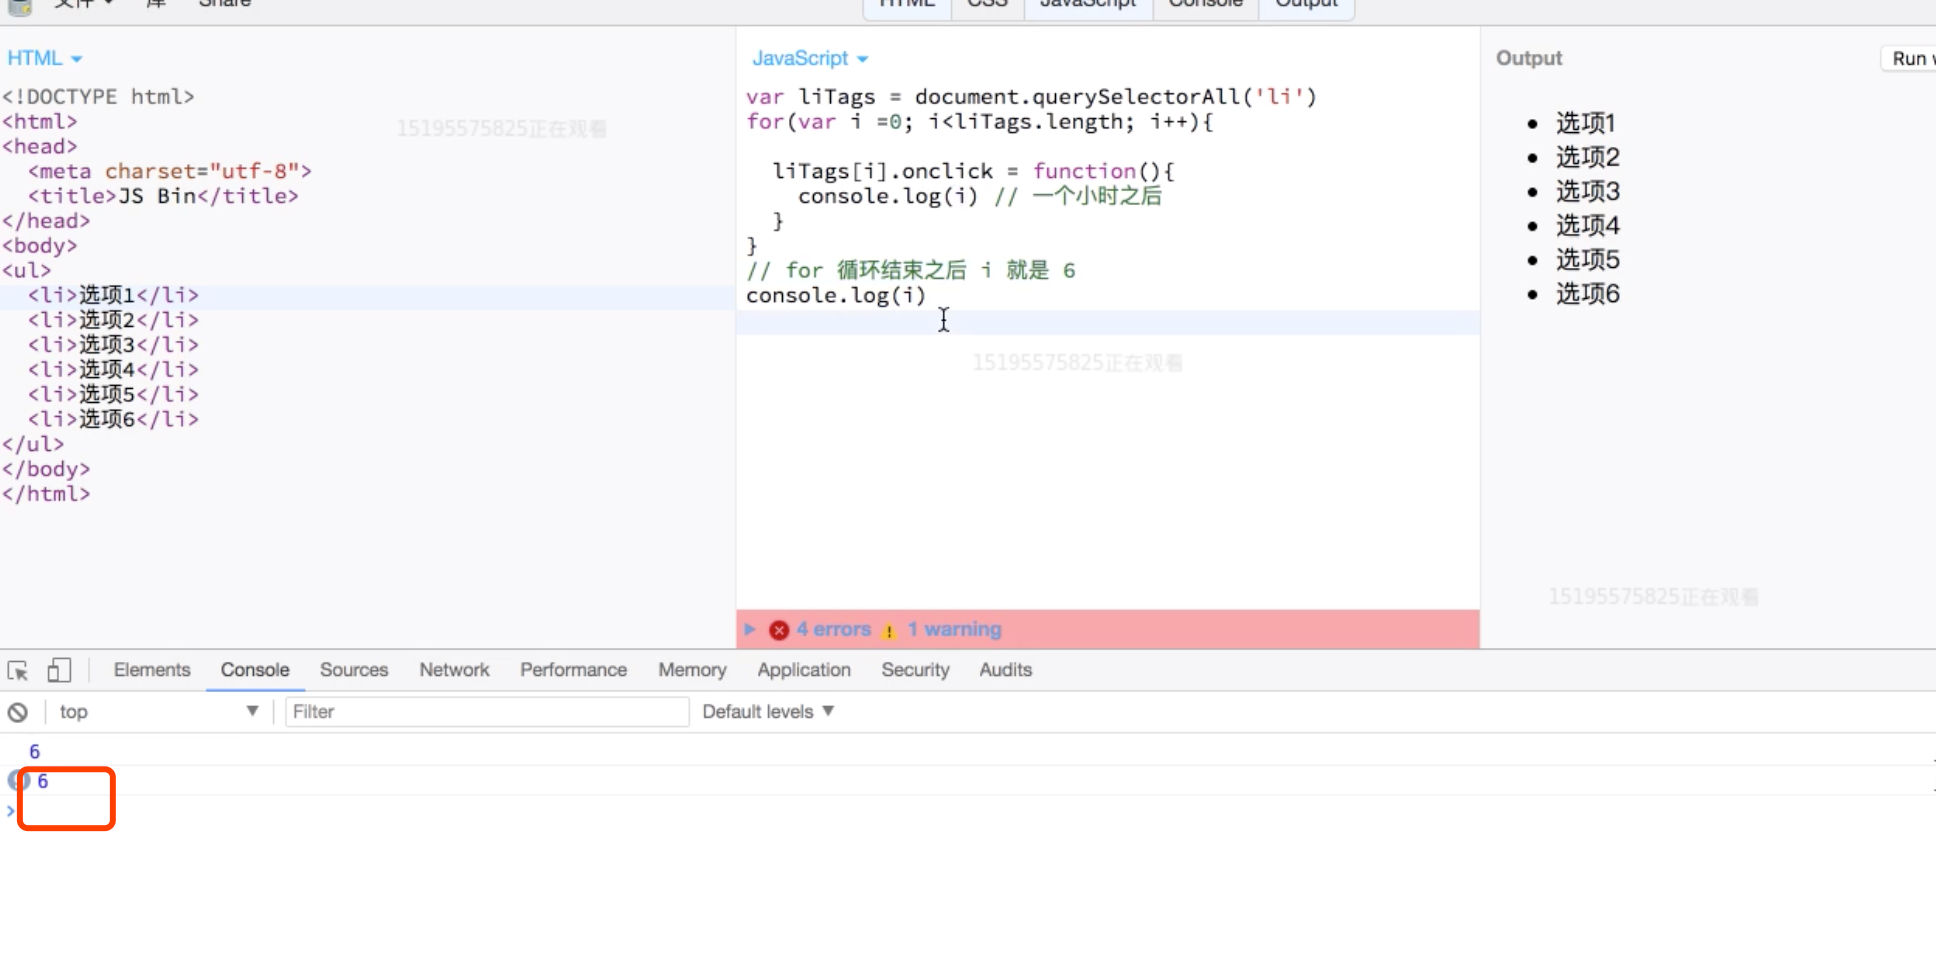 文件 库 Share HTML CSS JavaScript Console Output
HTML
<!DOCTYPE html>
<html>
<head>
<meta charset="utf-8">
<title>JS Bin</title>
</head>
<body>
<ul>
<li>选项1</li>
<li>选项2</li>
<li>选项3</li>
<li>选项4</li>
<li>选项5</li>
<li>选项6</li>
</ul>
</body>
</html>
15195575825正在观看
JavaScript
var liTags = document.querySelectorAll('li')
for(var i =0; i<liTags.length; i++){
liTags[i].onclick = function(){
console.log(i) // 一个小时之后
}
}
// for 循环结束之后 i 就是 6
console.log(i)
15195575825正在观看
4 errors 1 warning
Output Run
选项1
选项2
选项3
选项4
选项5
选项6
15195575825正在观看
Elements Console Sources Network Performance Memory Application Security Audits
top Filter Default levels
6
6